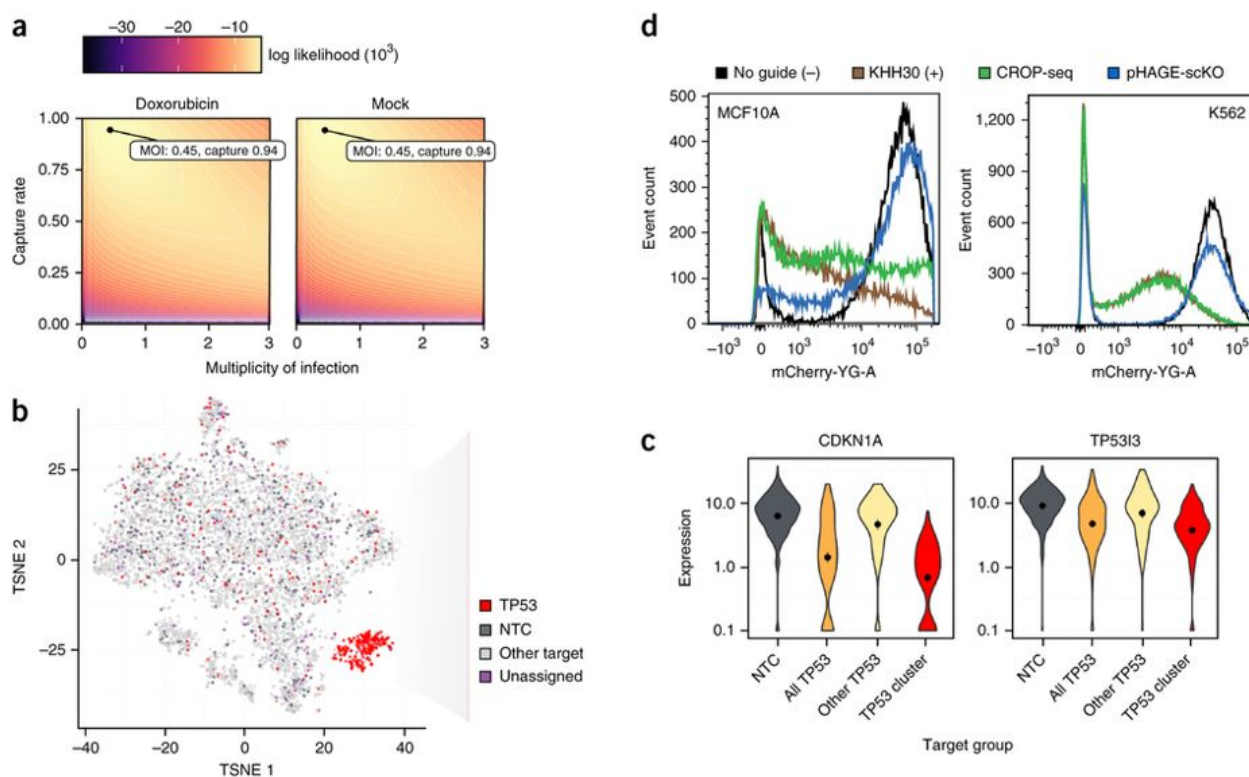 a
−30 −20 −10
log likelihood (10³)
Doxorubicin Mock
1.00
0.75
0.50
0.25
0.00
Capture rate
MOI: 0.45, capture 0.94
MOI: 0.45, capture 0.94
0 1 2 3
0 1 2 3
Multiplicity of infection
b
25
0
−25
TSNE 2
−40 −20 0 20 40
TSNE 1
TP53
NTC
Other target
Unassigned
d
No guide (−) KHH30 (+) CROP-seq pHAGE-scKO
MCF10A
500
400
300
200
100
0
Event count
−10³ 0 10³ 10⁴ 10⁵
mCherry-YG-A
K562
1,200
900
600
300
0
Event count
−10³ 0 10³ 10⁴ 10⁵
mCherry-YG-A
c
CDKN1A TP53I3
10.0
1.0
0.1
Expression
NTC
All TP53
Other TP53
TP53 cluster
10.0
1.0
0.1
NTC
All TP53
Other TP53
TP53 cluster
Target group